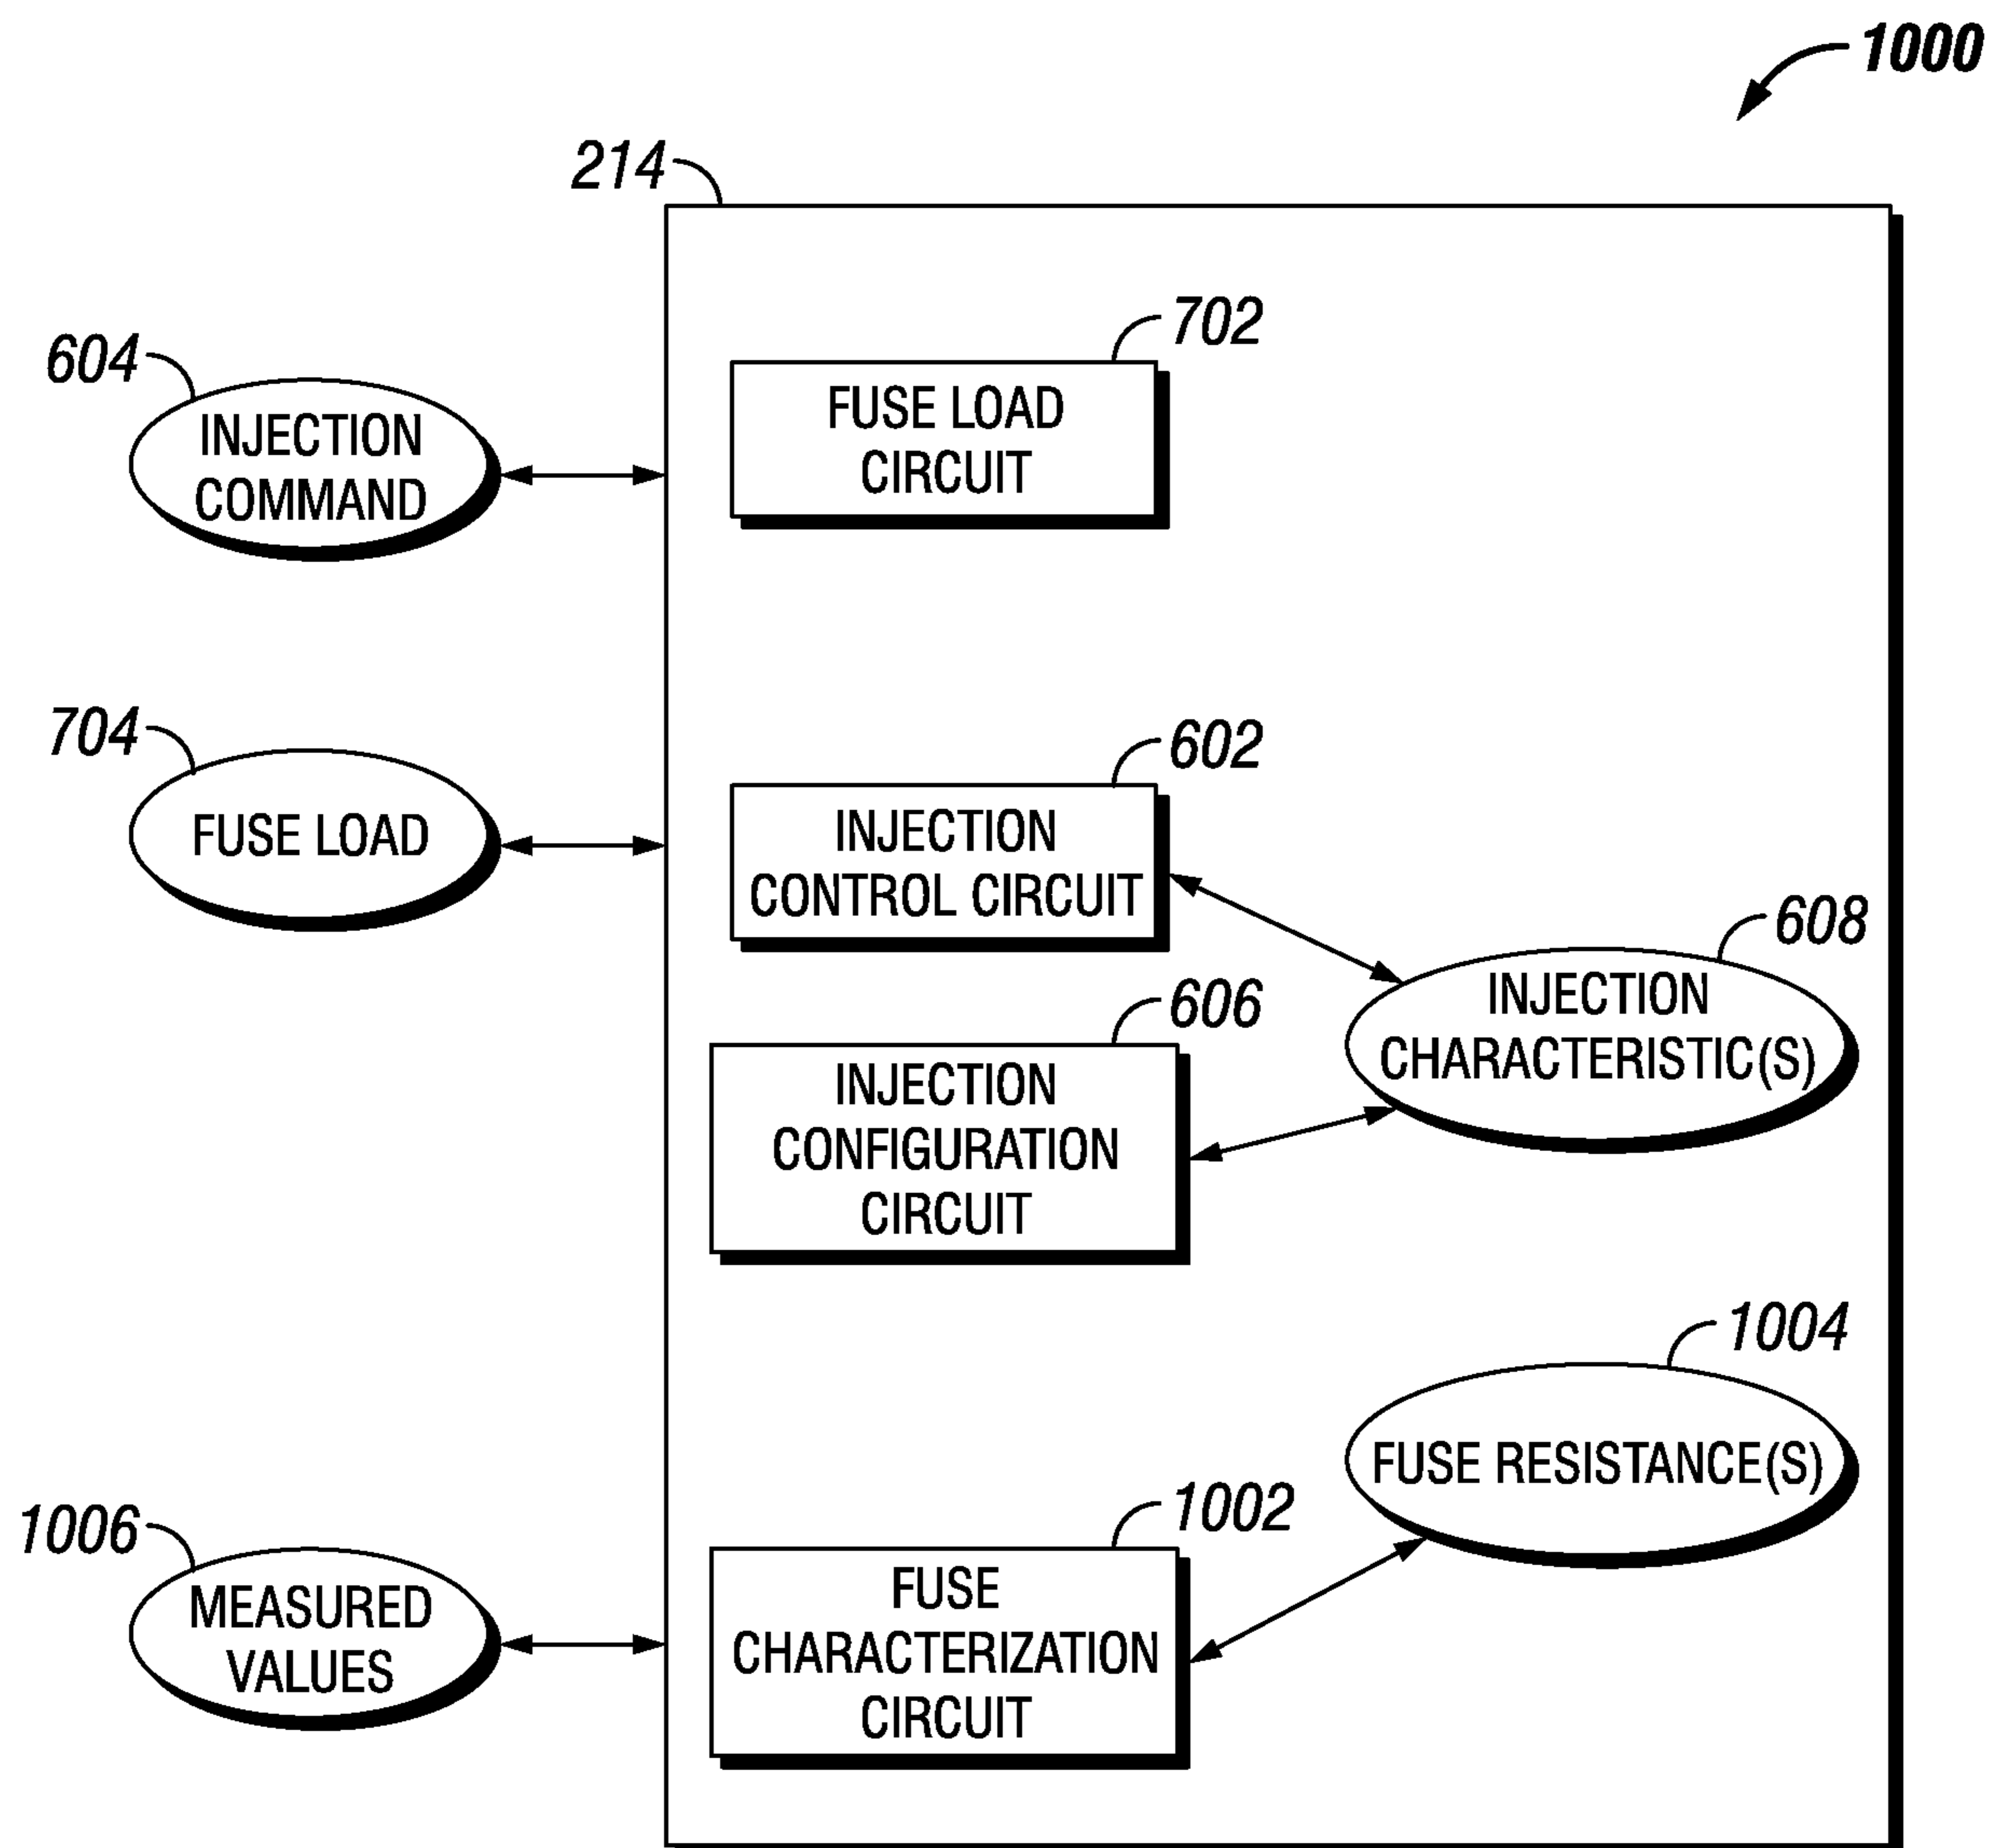 1000
214
702
FUSE LOAD
CIRCUIT
604
INJECTION
COMMAND
704
FUSE LOAD
602
INJECTION
CONTROL CIRCUIT
608
INJECTION
CHARACTERISTIC(S)
606
INJECTION
CONFIGURATION
CIRCUIT
1004
FUSE RESISTANCE(S)
1002
FUSE
CHARACTERIZATION
CIRCUIT
1006
MEASURED
VALUES